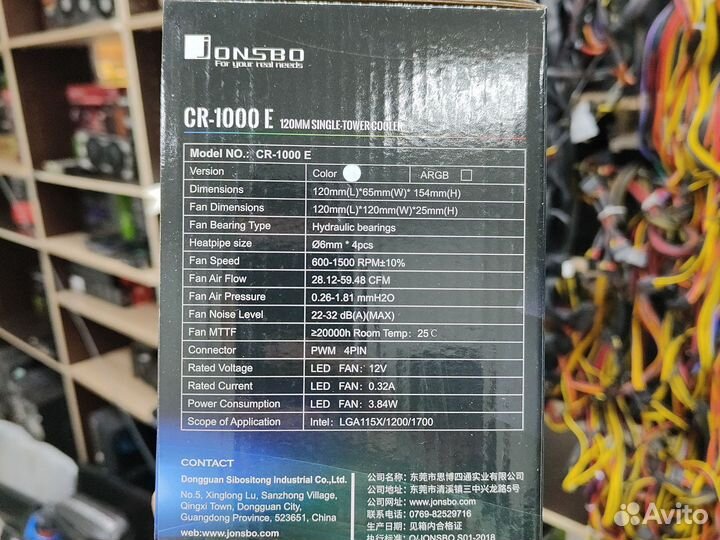 JONSBO
For your real needs
CR-1000 E 120MM SINGLE-TOWER COOLER
Model NO.: CR-1000 E
Version Color ARGB
Dimensions 120mm(L)*65mm(W)* 154mm(H)
Fan Dimensions 120mm(L)*120mm(W)*25mm(H)
Fan Bearing Type Hydraulic bearings
Heatpipe size Ø6mm * 4pcs
Fan Speed 600-1500 RPM±10%
Fan Air Flow 28.12-59.48 CFM
Fan Air Pressure 0.26-1.81 mmH2O
Fan Noise Level 22-32 dB(A)(MAX)
Fan MTTF ≥20000h Room Temp: 25℃
Connector PWM 4PIN
Rated Voltage LED FAN: 12V
Rated Current LED FAN: 0.32A
Power Consumption LED FAN: 3.84W
Scope of Application Intel: LGA115X/1200/1700
CONTACT
Dongguan Sibositong Industrial Co.,Ltd.
No.5, Xinglong Lu, Sanzhong Village,
Qingxi Town, Dongguan City,
Guangdong Province, 523651, China
web:www.jonsbo.com
公司名称：东莞市思博四通实业有限公司
公司地址：东莞市清溪镇三中兴龙路5号
公司网址：www.jonsbo.com
联系电话：0769-82529716
生产日期：见箱内合格证
执行标准：Q/JONSBO S01-2018
Avito